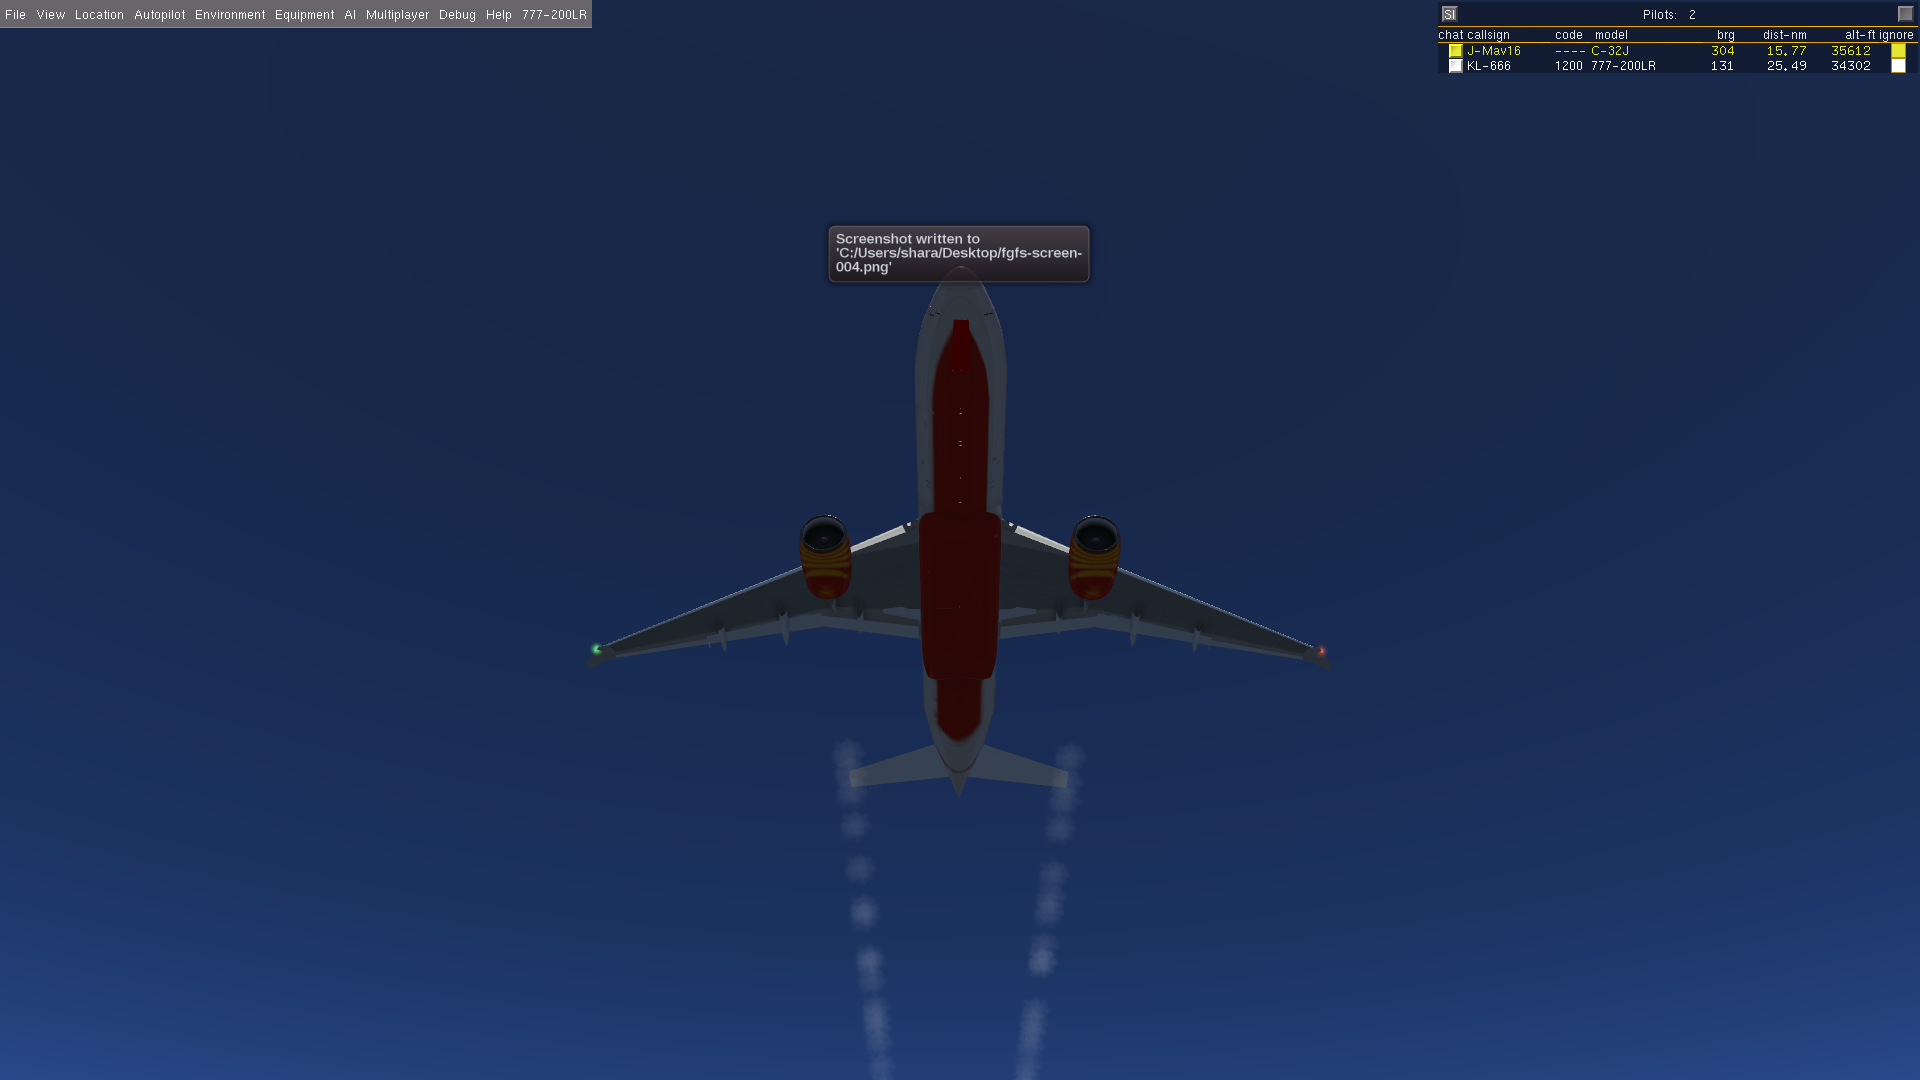 File View Location Autopilot Environment Equipment AI Multiplayer Debug Help 777-200LR
SI Pilots: 2
chat callsign code model brg dist-nm alt-ft ignore
J-Mav16 ---- C-32J 304 15.77 35612
KL-666 1200 777-200LR 131 25.49 34302
Screenshot written to
'C:/Users/shara/Desktop/fgfs-screen-
004.png'